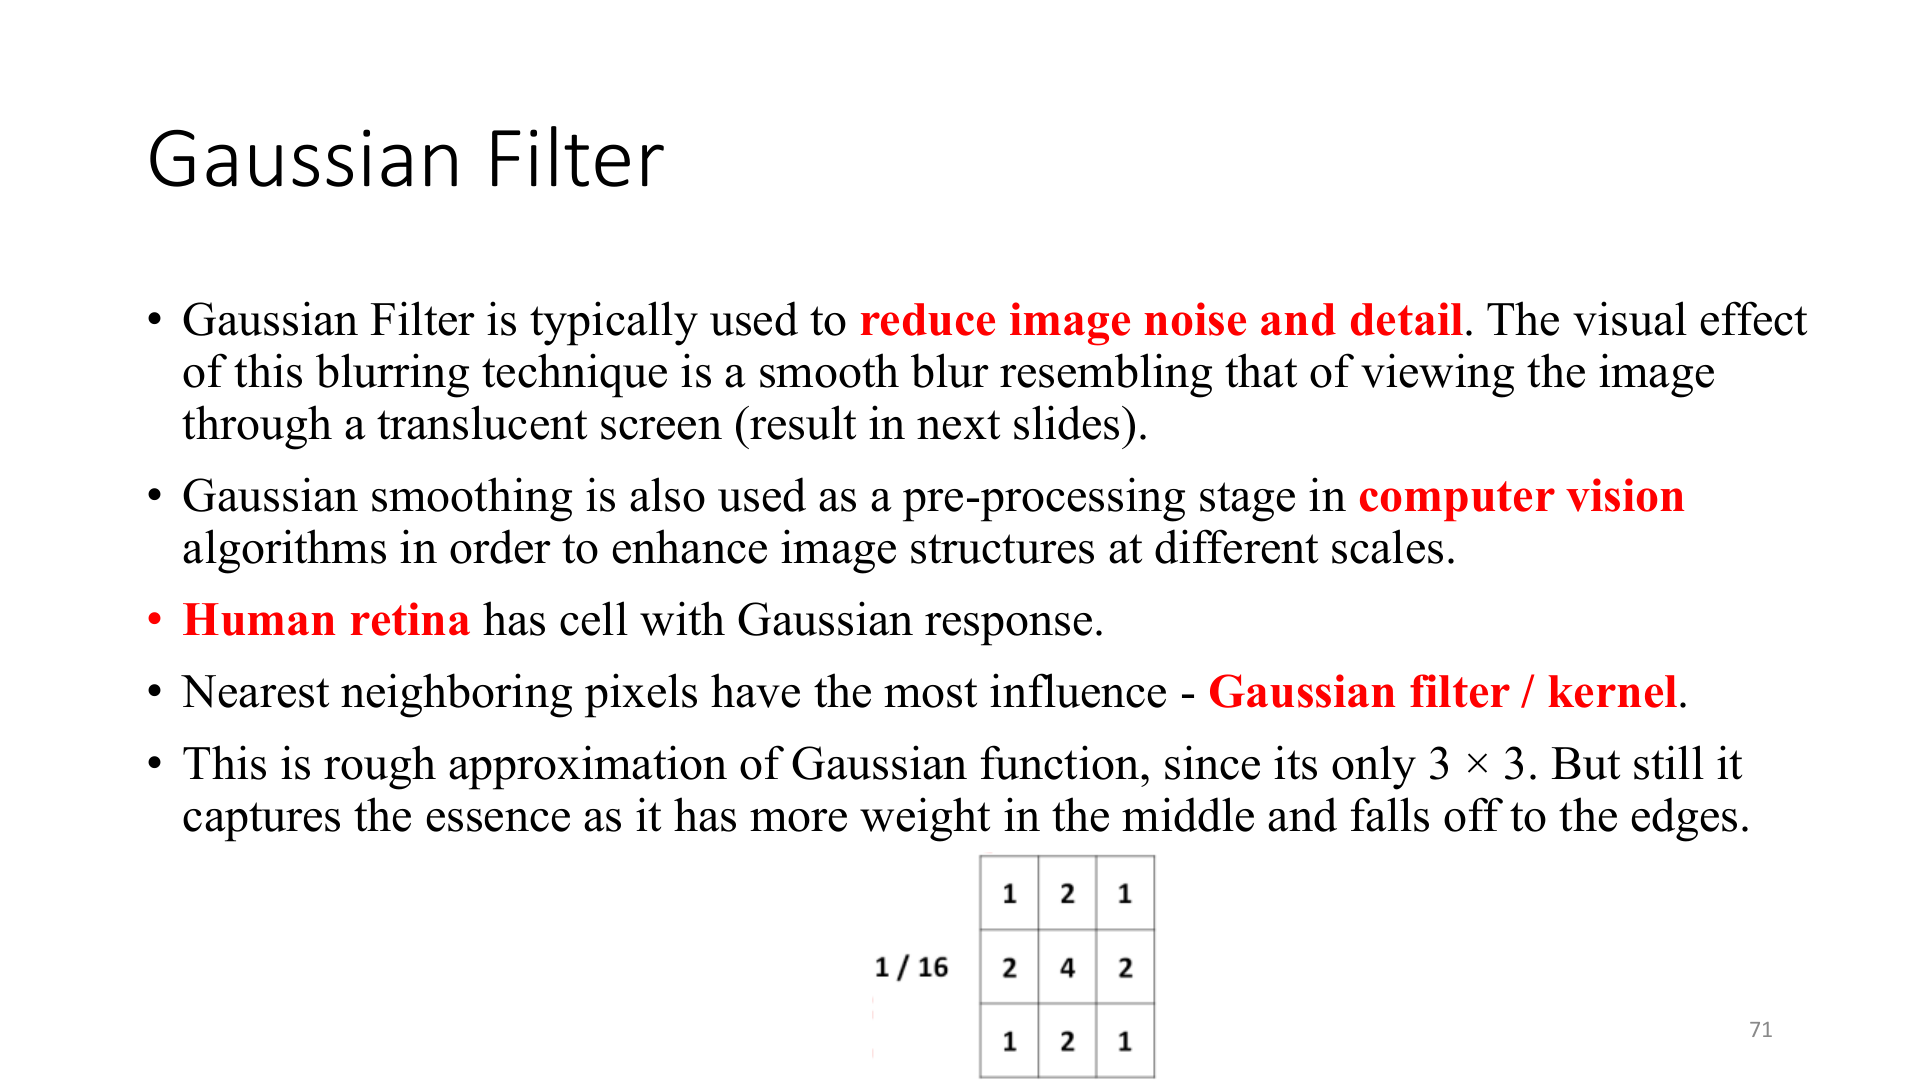 Gaussian Filter
• Gaussian Filter is typically used to reduce image noise and detail. The visual effect
of this blurring technique is a smooth blur resembling that of viewing the image
through a translucent screen (result in next slides).
• Gaussian smoothing is also used as a pre-processing stage in computer vision
algorithms in order to enhance image structures at different scales.
• Human retina has cell with Gaussian response.
• Nearest neighboring pixels have the most influence - Gaussian filter / kernel.
• This is rough approximation of Gaussian function, since its only 3 × 3. But still it
captures the essence as it has more weight in the middle and falls off to the edges.
1 2 1
1 / 16 2 4 2
1 2 1
71